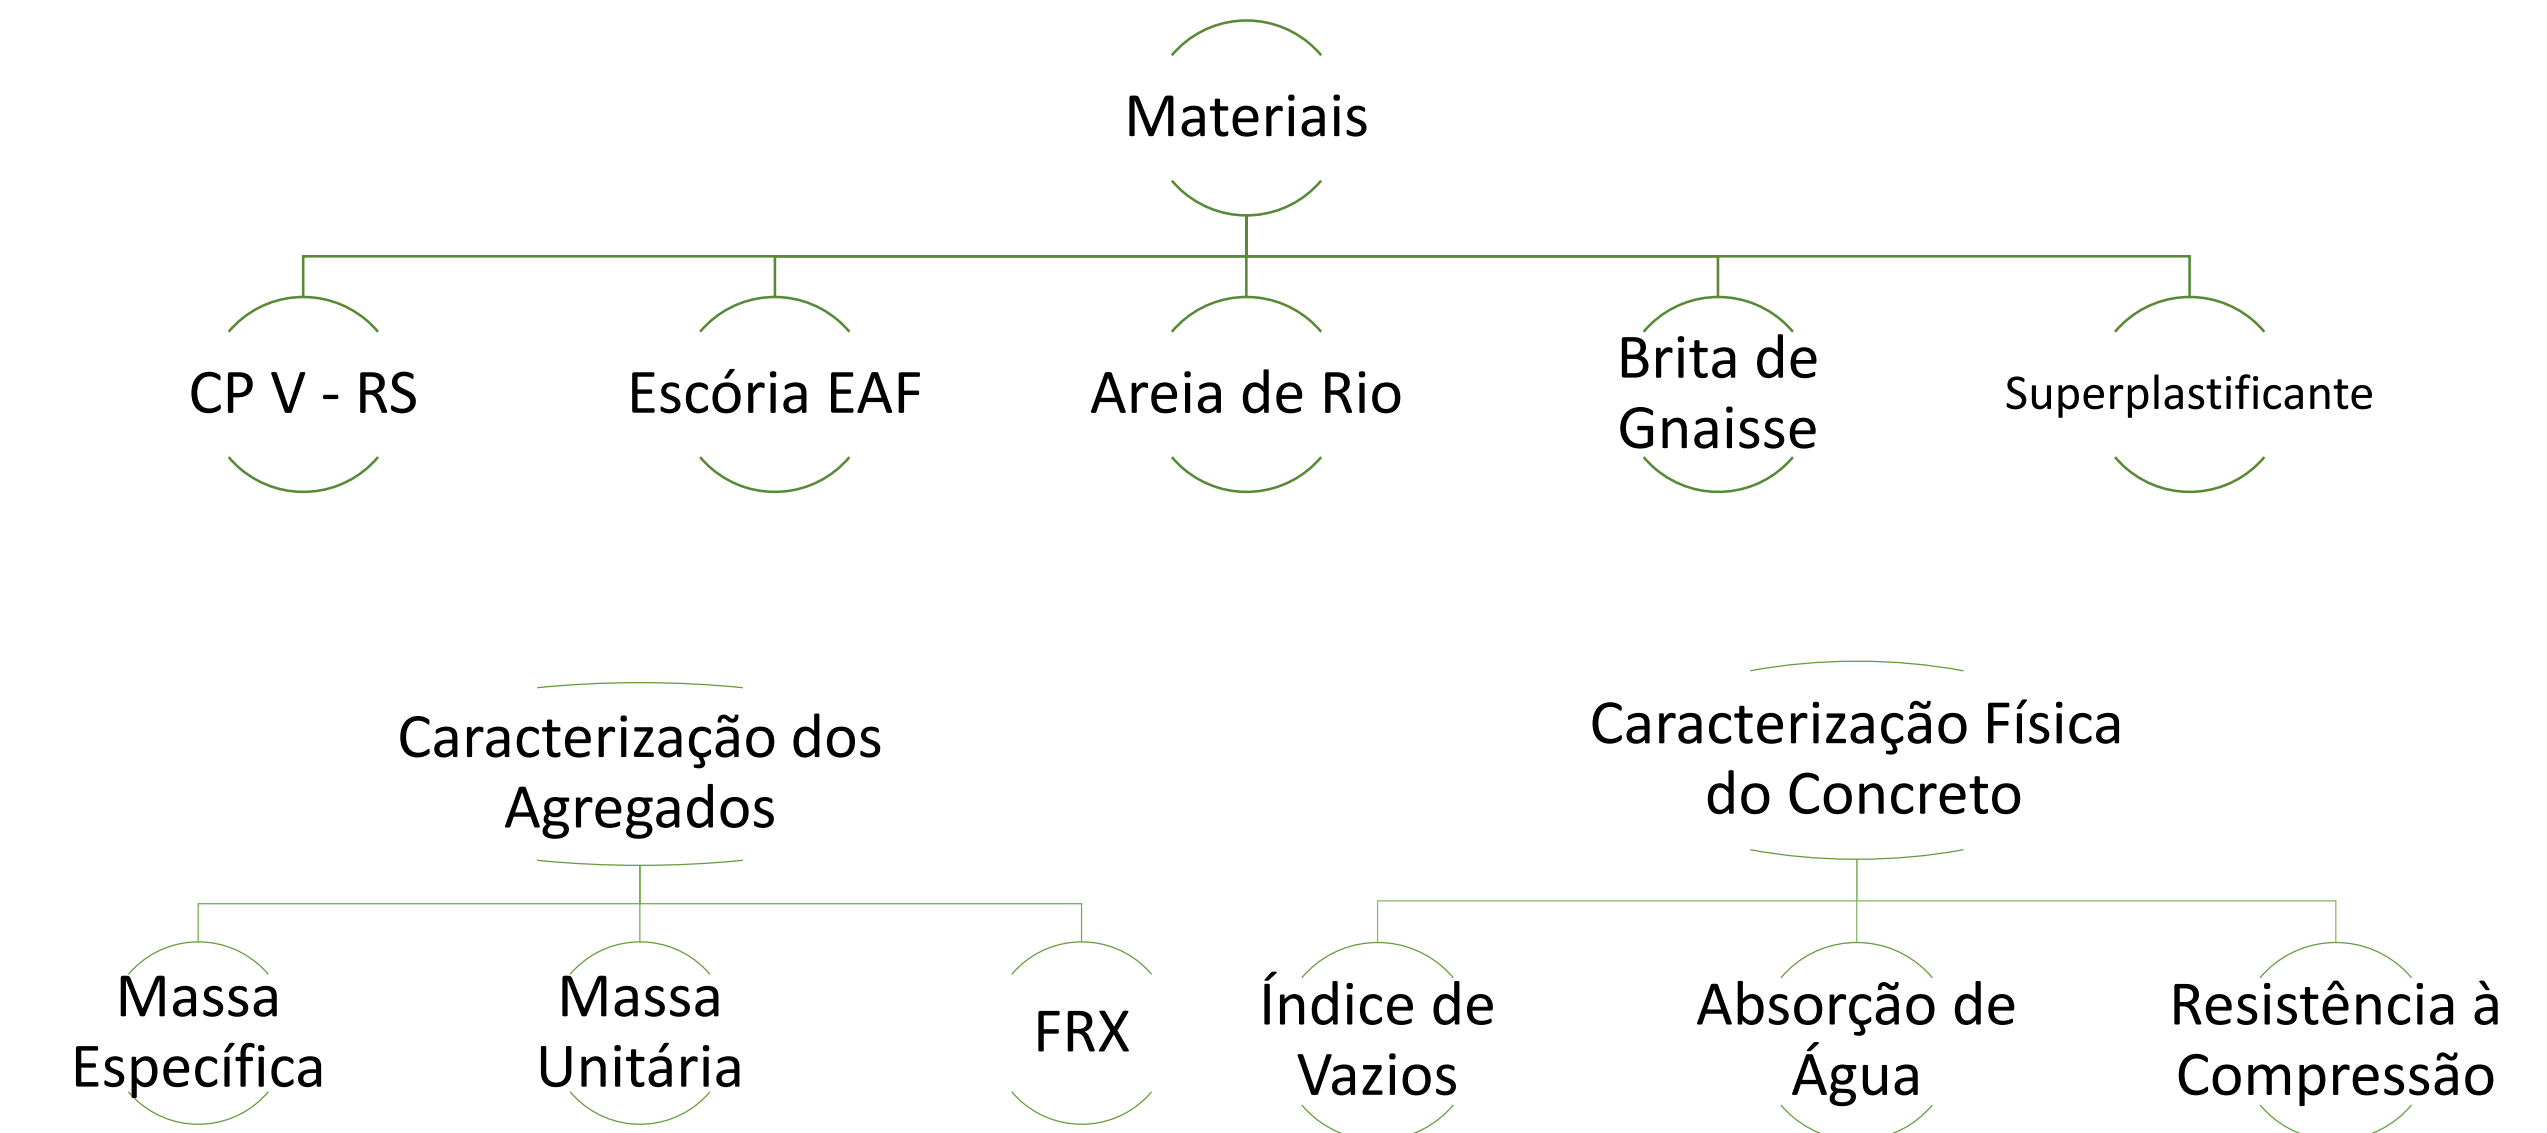 Materiais
CP V - RS
Escória EAF
Areia de Rio
Brita de
Gnaisse
Superplastificante
Caracterização dos
Agregados
Massa
Específica
Massa
Unitária
FRX
Caracterização Física
do Concreto
Índice de
Vazios
Absorção de
Água
Resistência à
Compressão